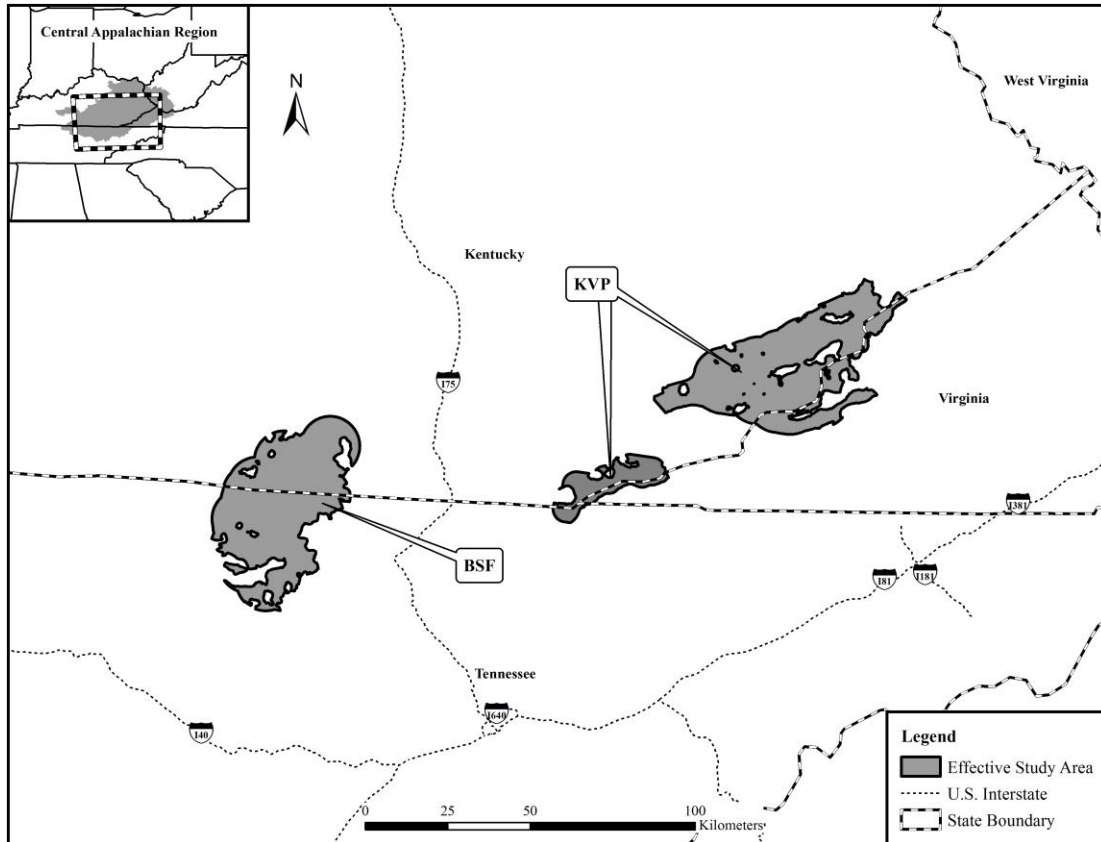 Central Appalachian Region
N
West Virginia
Kentucky
KVP
I75
Virginia
I381
BSF
I81
I181
Tennessee
I640
I40
Legend
Effective Study Area
U.S. Interstate
State Boundary
0 25 50 100
Kilometers